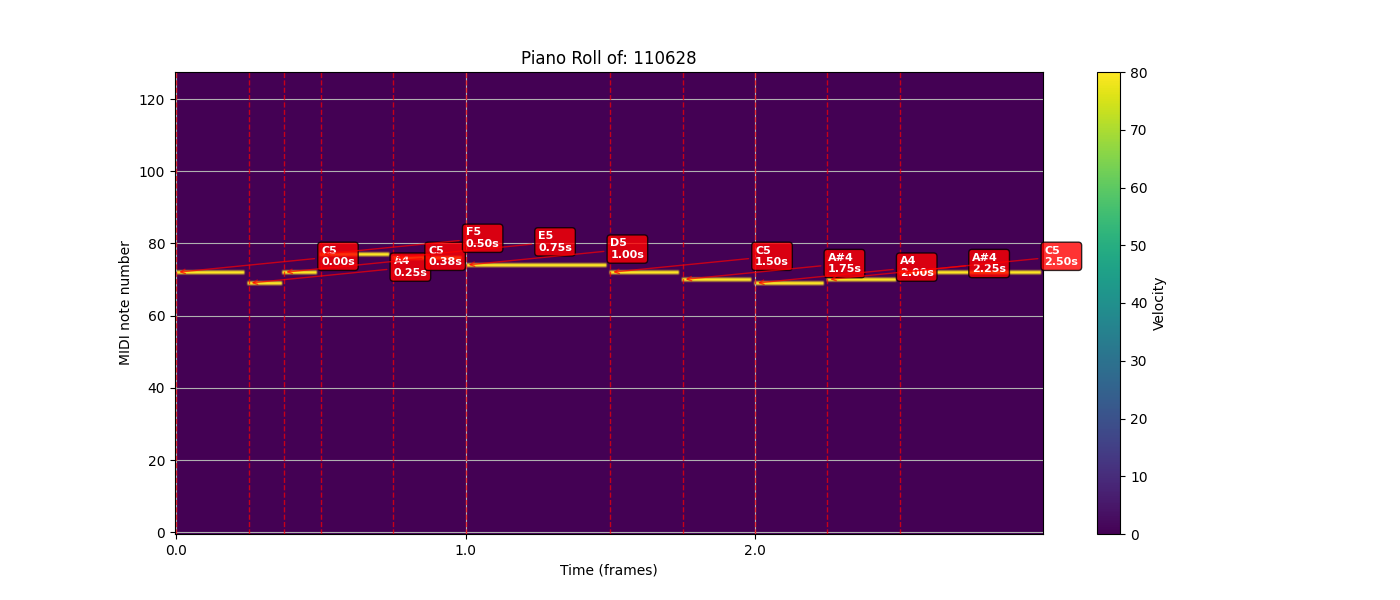 Piano Roll of: 110628
MIDI note number
120
100
80
60
40
20
0
C5
0.00s
A4
0.25s
C5
0.38s
F5
0.50s
E5
0.75s
D5
1.00s
C5
1.50s
A#4
1.75s
A4
2.00s
A#4
2.25s
C5
2.50s
0.0
1.0
2.0
Time (frames)
80
70
60
50
40
30
20
10
0
Velocity